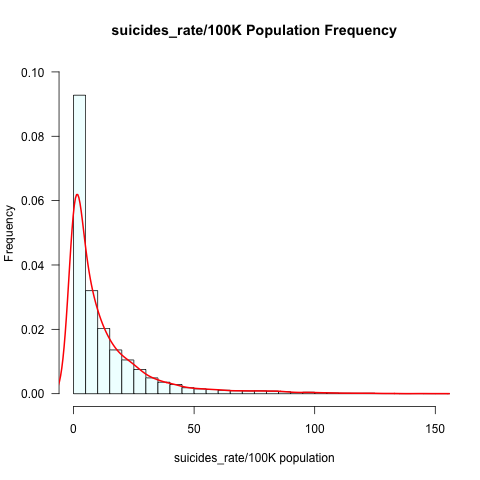 suicides_rate/100K Population Frequency
Frequency
0.10
0.08
0.06
0.04
0.02
0.00
0 50 100 150
suicides_rate/100K population